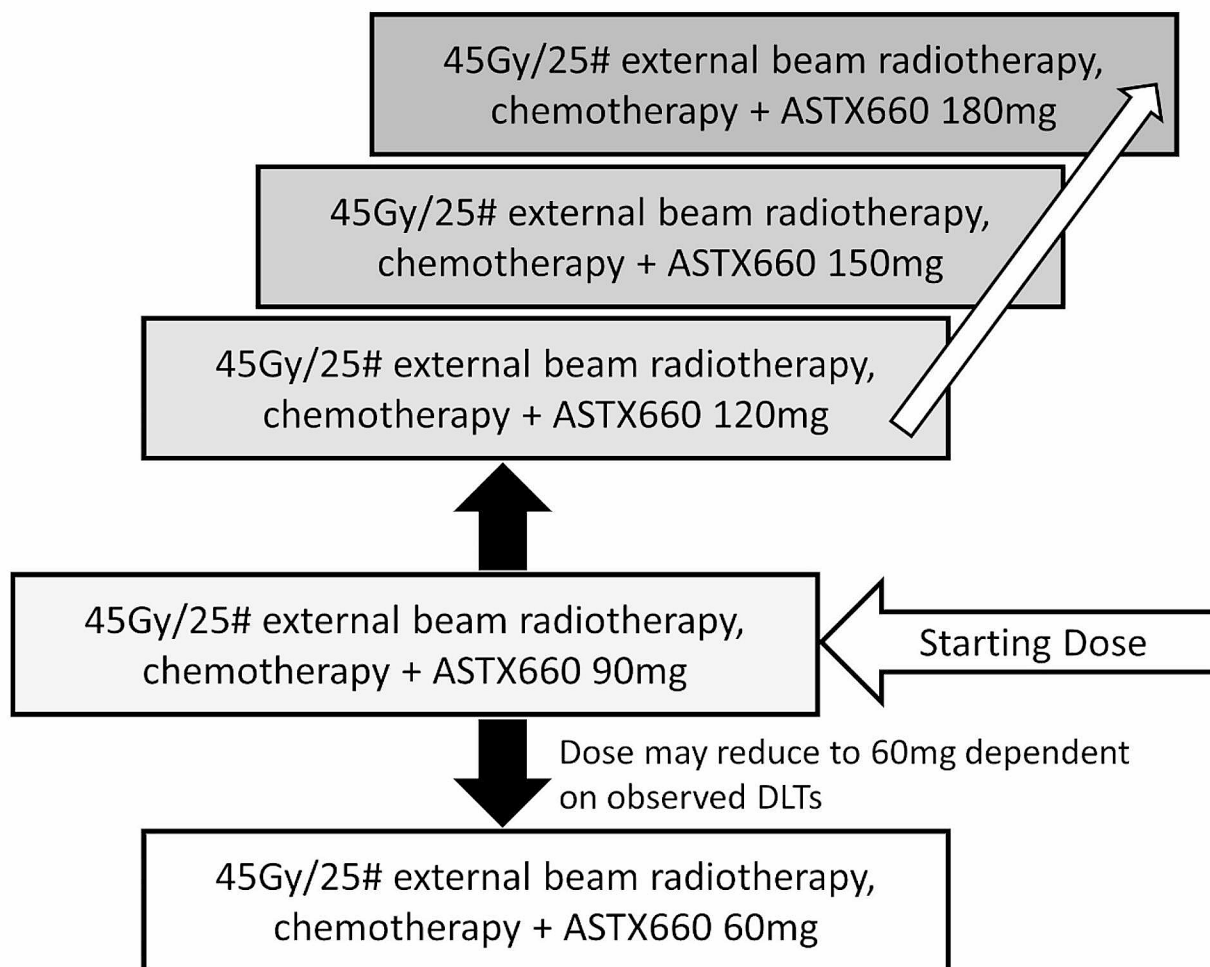 45Gy/25# external beam radiotherapy,
chemotherapy + ASTX660 180mg
45Gy/25# external beam radiotherapy,
chemotherapy + ASTX660 150mg
45Gy/25# external beam radiotherapy,
chemotherapy + ASTX660 120mg
45Gy/25# external beam radiotherapy,
chemotherapy + ASTX660 90mg
Starting Dose
Dose may reduce to 60mg dependent
on observed DLTs
45Gy/25# external beam radiotherapy,
chemotherapy + ASTX660 60mg